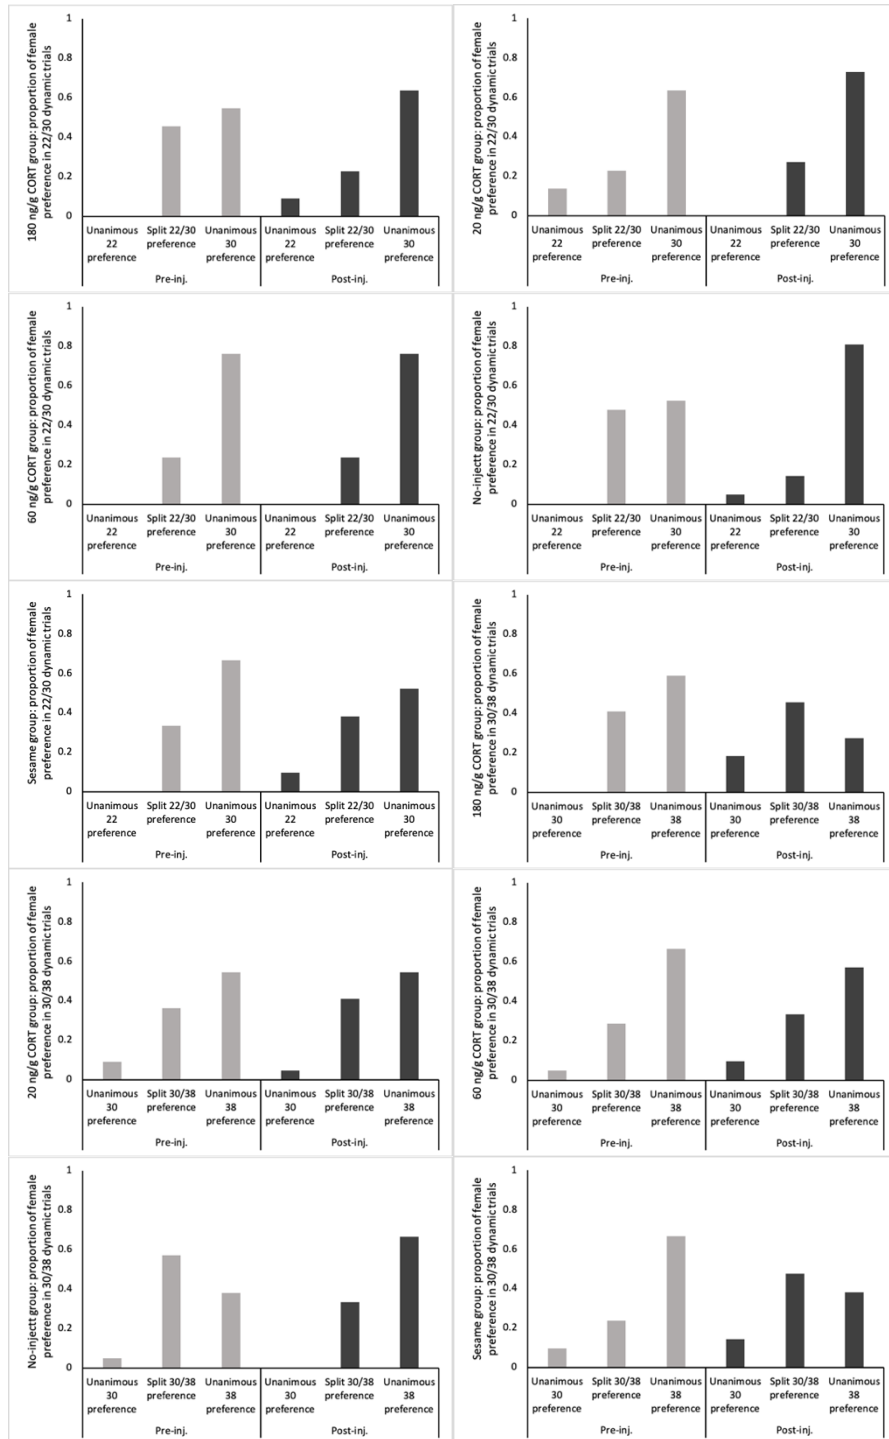 180 ng/g CORT group: proportion of female
preference in 22/30 dynamic trials
1
0.8
0.6
0.4
0.2
0
Unanimous Split 22/30 Unanimous Unanimous Split 22/30 Unanimous
22 preference 30 22 preference 30
preference preference preference preference
Pre-inj. Post-inj.
20 ng/g CORT group: proportion of female
preference in 22/30 dynamic trials
1
0.8
0.6
0.4
0.2
0
Unanimous Split 22/30 Unanimous Unanimous Split 22/30 Unanimous
22 preference 30 22 preference 30
preference preference preference preference
Pre-inj. Post-inj.
60 ng/g CORT group: proportion of female
preference in 22/30 dynamic trials
1
0.8
0.6
0.4
0.2
0
Unanimous Split 22/30 Unanimous Unanimous Split 22/30 Unanimous
22 preference 30 22 preference 30
preference preference preference preference
Pre-inj. Post-inj.
No-injectt group: proportion of female
preference in 22/30 dynamic trials
1
0.8
0.6
0.4
0.2
0
Unanimous Split 22/30 Unanimous Unanimous Split 22/30 Unanimous
22 preference 30 22 preference 30
preference preference preference preference
Pre-inj. Post-inj.
Sesame group: proportion of female
preference in 22/30 dynamic trials
1
0.8
0.6
0.4
0.2
0
Unanimous Split 22/30 Unanimous Unanimous Split 22/30 Unanimous
22 preference 30 22 preference 30
preference preference preference preference
Pre-inj. Post-inj.
180 ng/g CORT group: proportion of female
preference in 30/38 dynamic trials
1
0.8
0.6
0.4
0.2
0
Unanimous Split 30/38 Unanimous Unanimous Split 30/38 Unanimous
30 preference 38 30 preference 38
preference preference preference preference
Pre-inj. Post-inj.
20 ng/g CORT group: proportion of female
preference in 30/38 dynamic trials
1
0.8
0.6
0.4
0.2
0
Unanimous Split 30/38 Unanimous Unanimous Split 30/38 Unanimous
30 preference 38 30 preference 38
preference preference preference preference
Pre-inj. Post-inj.
60 ng/g CORT group: proportion of female
preference in 30/38 dynamic trials
1
0.8
0.6
0.4
0.2
0
Unanimous Split 30/38 Unanimous Unanimous Split 30/38 Unanimous
30 preference 38 30 preference 38
preference preference preference preference
Pre-inj. Post-inj.
No-injectt group: proportion of female
preference in 30/38 dynamic trials
1
0.8
0.6
0.4
0.2
0
Unanimous Split 30/38 Unanimous Unanimous Split 30/38 Unanimous
30 preference 38 30 preference 38
preference preference preference preference
Pre-inj. Post-inj.
Sesame group: proportion of female
preference in 30/38 dynamic trials
1
0.8
0.6
0.4
0.2
0
Unanimous Split 30/38 Unanimous Unanimous Split 30/38 Unanimous
30 preference 38 30 preference 38
preference preference preference preference
Pre-inj. Post-inj.